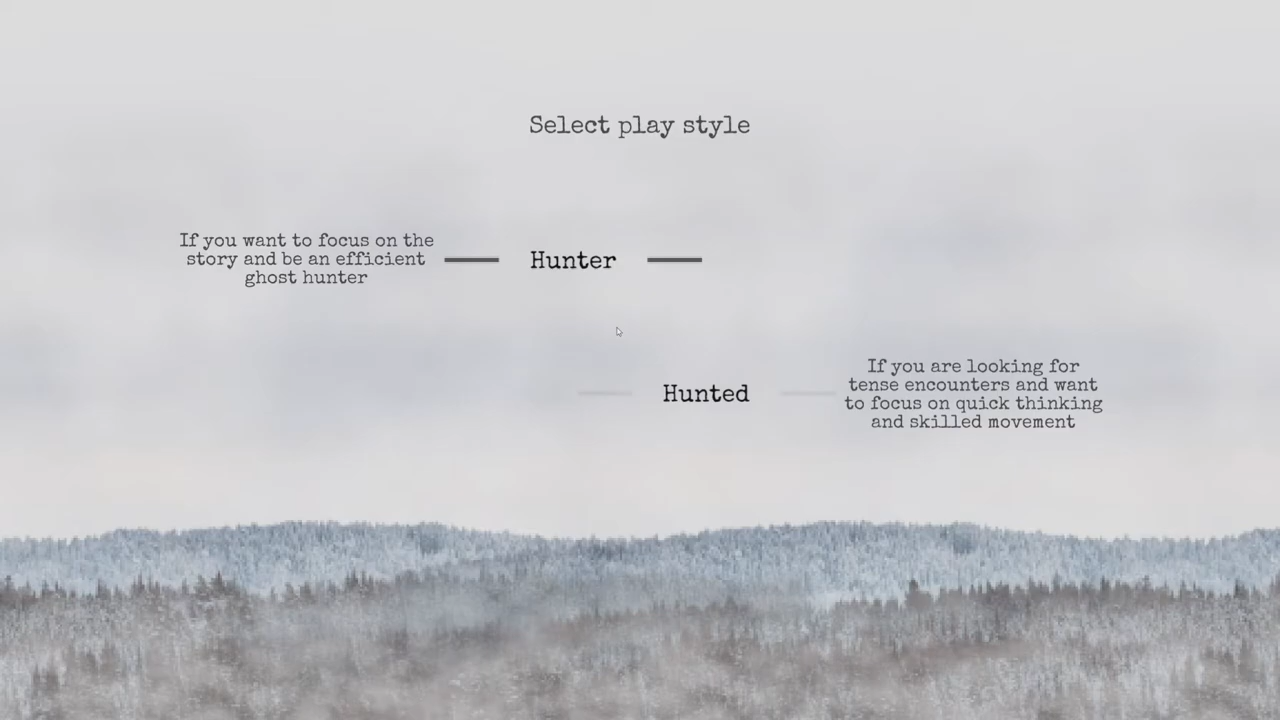 Select play style
If you want to focus on the
story and be an efficient
ghost hunter
Hunter
Hunted
If you are looking for
tense encounters and want
to focus on quick thinking
and skilled movement